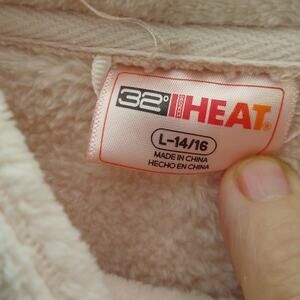 32° HEAT
L-14/16
MADE IN CHINA
HECHO EN CHINA